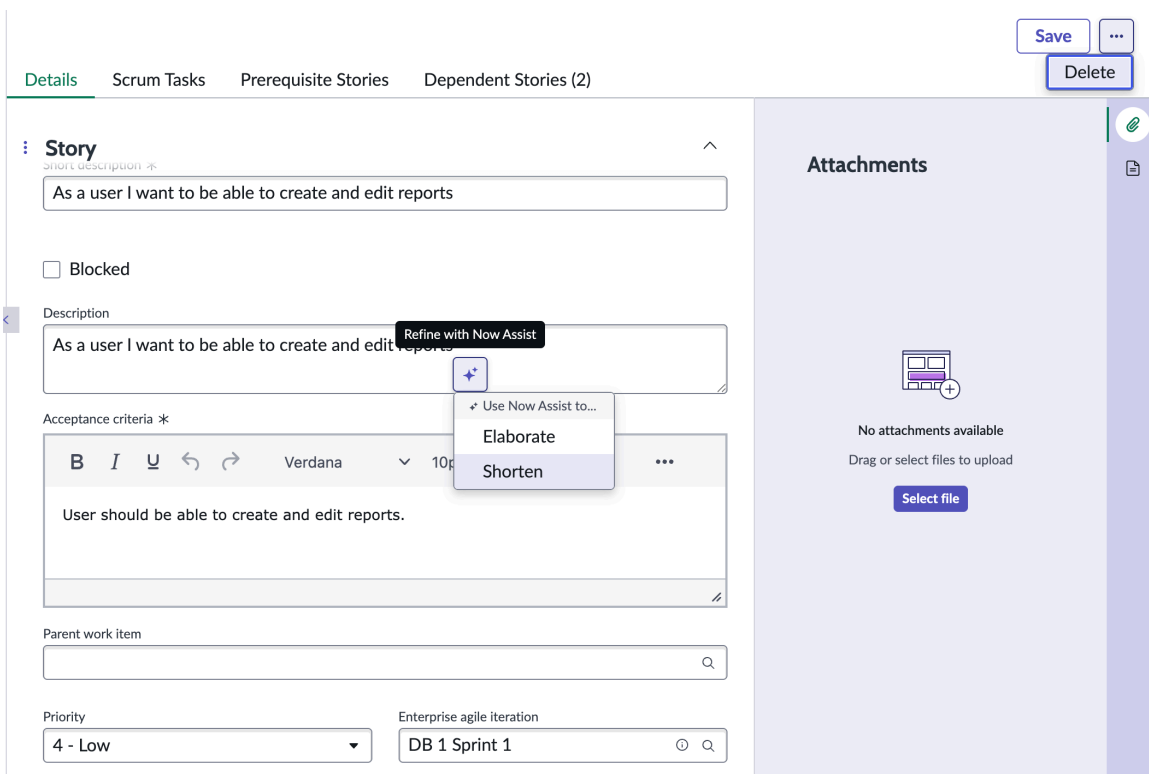 Save
Delete
Details Scrum Tasks Prerequisite Stories Dependent Stories (2)
Story
Short description
As a user I want to be able to create and edit reports
Blocked
Description
Refine with Now Assist
As a user I want to be able to create and edit reports
Use Now Assist to...
Elaborate
Shorten
Acceptance criteria
B I U Verdana
User should be able to create and edit reports.
Parent work item
Priority
4 - Low
Enterprise agile iteration
DB 1 Sprint 1
Attachments
No attachments available
Drag or select files to upload
Select file